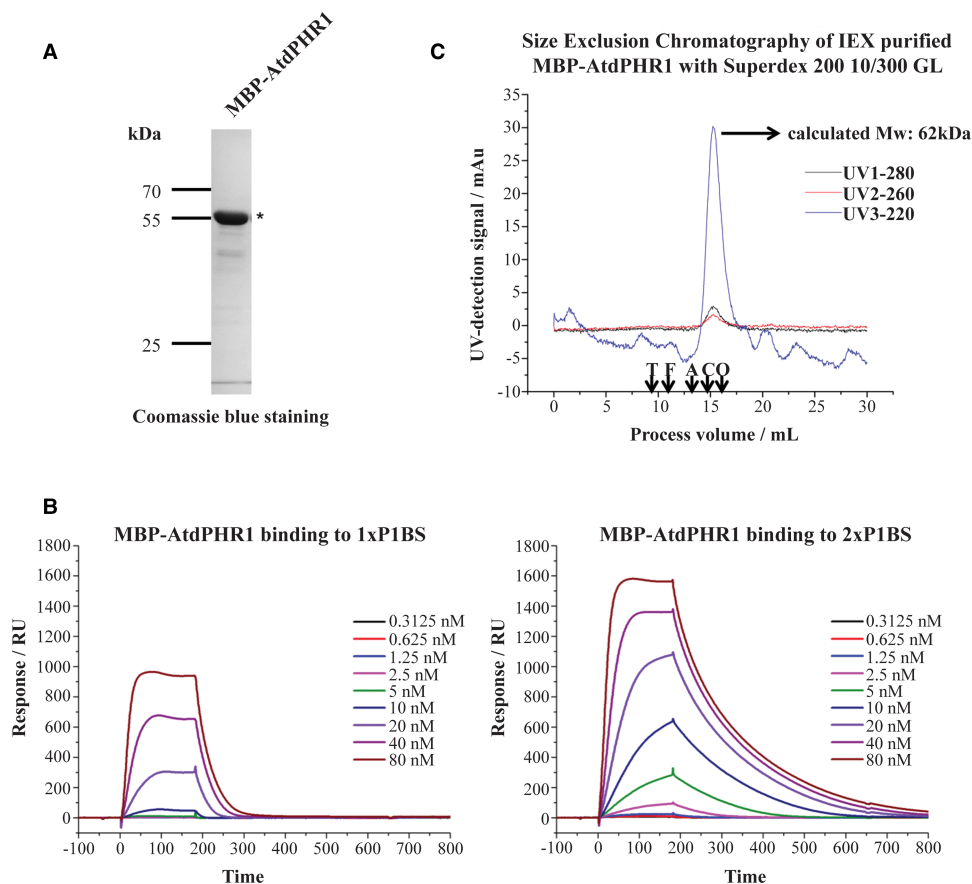 A
MBP-AtdPHR1
kDa
70
55
*
25
Coomassie blue staining
C
Size Exclusion Chromatography of IEX purified
MBP-AtdPHR1 with Superdex 200 10/300 GL
35
30
25
20
15
10
5
0
-5
-10
UV-detection signal / mAu
calculated Mw: 62kDa
UV1-280
UV2-260
UV3-220
T F A C O
0 5 10 15 20 25 30
Process volume / mL
B
MBP-AtdPHR1 binding to 1xP1BS
1800
1600
1400
1200
1000
800
600
400
200
0
Response / RU
0.3125 nM
0.625 nM
1.25 nM
2.5 nM
5 nM
10 nM
20 nM
40 nM
80 nM
-100 0 100 200 300 400 500 600 700 800
Time
MBP-AtdPHR1 binding to 2xP1BS
1800
1600
1400
1200
1000
800
600
400
200
0
Response / RU
0.3125 nM
0.625 nM
1.25 nM
2.5 nM
5 nM
10 nM
20 nM
40 nM
80 nM
-100 0 100 200 300 400 500 600 700 800
Time